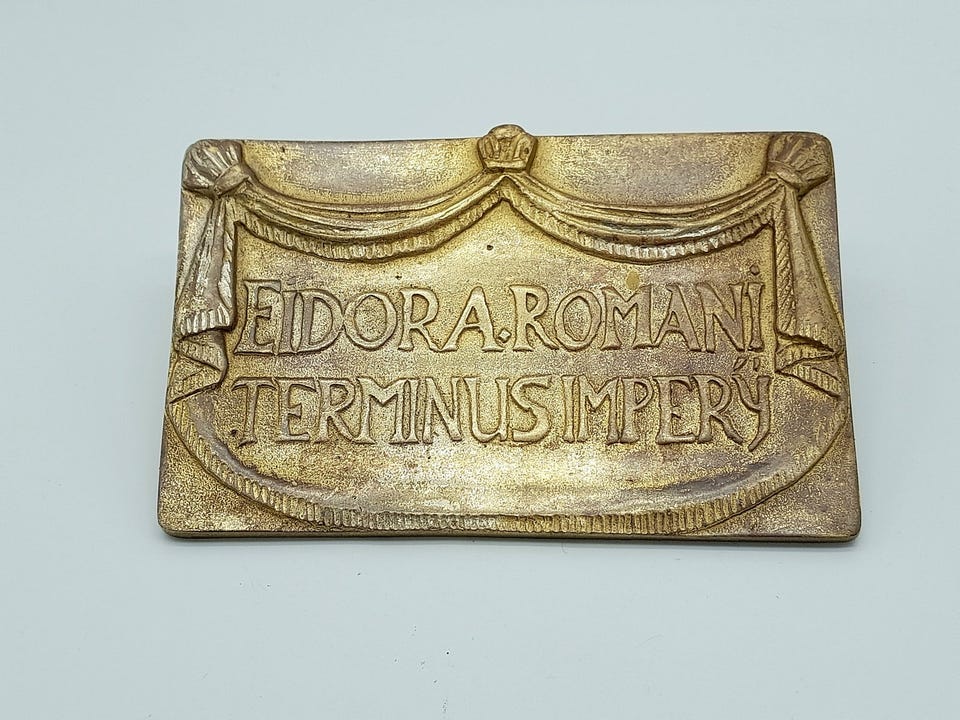 EIDORA.ROMANI
TERMINUS IMPERÿ